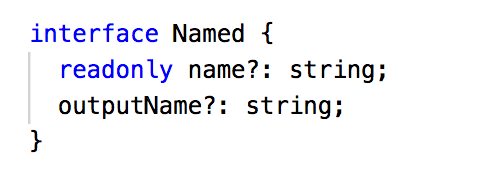 interface Named {
  readonly name?: string;
  outputName?: string;
}